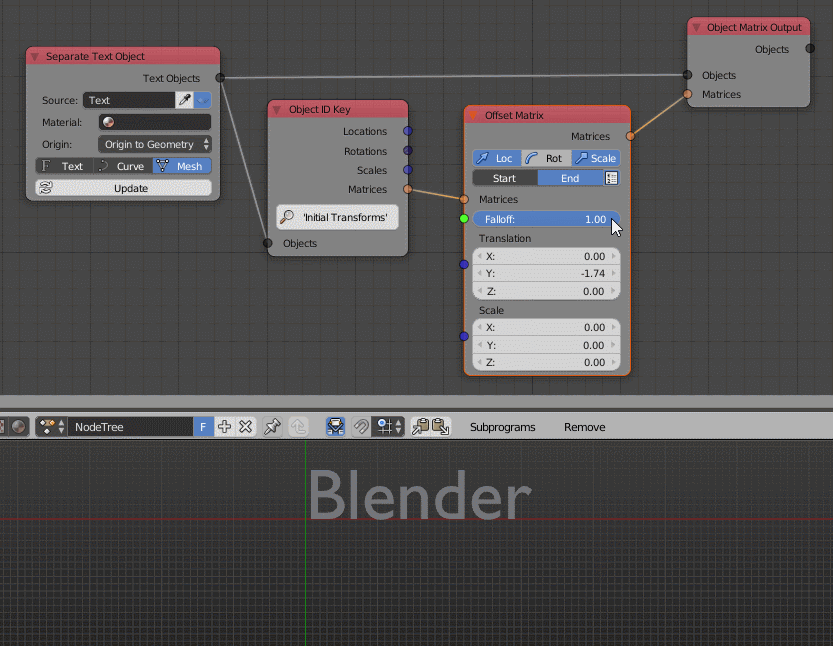 Separate Text Object
Text Objects
Source: Text
Material:
Origin: Origin to Geometry
F Text Curve Mesh
Update
Object ID Key
Locations
Rotations
Scales
Matrices
'Initial Transforms'
Objects
Offset Matrix
Matrices
Loc Rot Scale
Start End
Matrices
Falloff: 1.00
Translation
X: 0.00
Y: -1.74
Z: 0.00
Scale
X: 0.00
Y: 0.00
Z: 0.00
Object Matrix Output
Objects
Objects
Matrices
NodeTree F Subprograms Remove
Blender